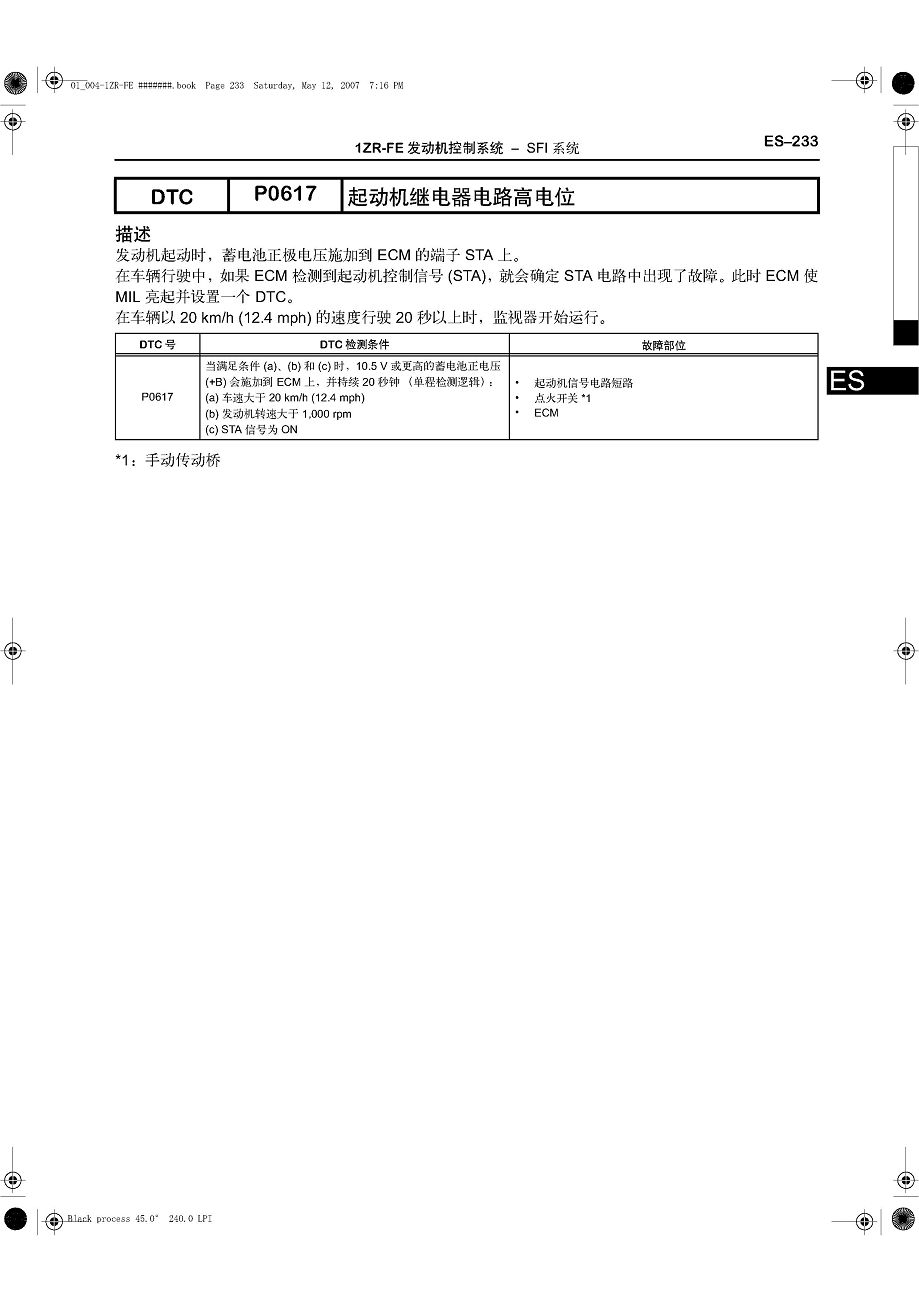 01_004-1ZR-FE #######.book Page 233 Saturday, May 12, 2007 7:16 PM
1ZR-FE 发动机控制系统 – SFI 系统
ES–233
DTC P0617 起动机继电器电路高电位
描述
发动机起动时，蓄电池正极电压施加到 ECM 的端子 STA 上。
在车辆行驶中，如果 ECM 检测到起动机控制信号 (STA)，就会确定 STA 电路中出现了故障。此时 ECM 使
MIL 亮起并设置一个 DTC。
在车辆以 20 km/h (12.4 mph) 的速度行驶 20 秒以上时，监视器开始运行。
DTC 号 DTC 检测条件 故障部位
P0617
当满足条件 (a)、(b) 和 (c) 时，10.5 V 或更高的蓄电池正电压
(+B) 会施加到 ECM 上，并持续 20 秒钟 （单程检测逻辑）：
(a) 车速大于 20 km/h (12.4 mph)
(b) 发动机转速大于 1,000 rpm
(c) STA 信号为 ON
• 起动机信号电路短路
• 点火开关 *1
• ECM
ES
*1：手动传动桥
Black process 45.0° 240.0 LPI